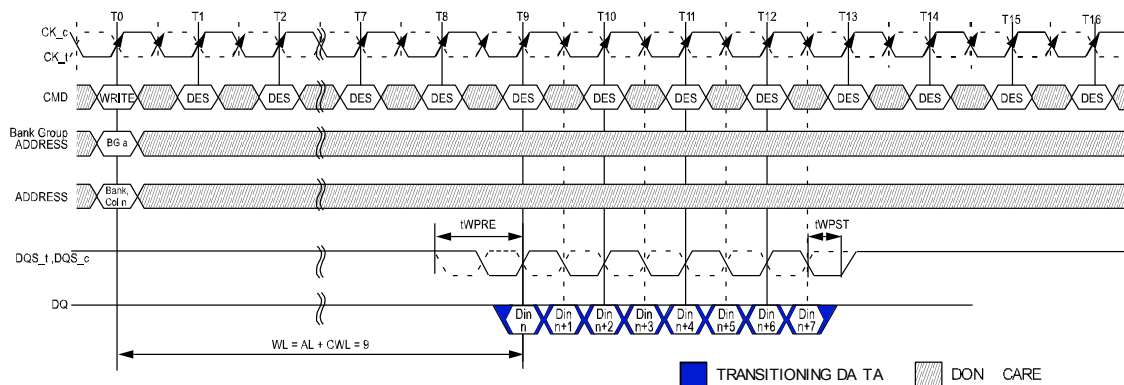 T0 T1 T2 T7 T8 T9 T10 T11 T12 T13 T14 T15 T16
CK_c
CK_t
CMD WRITE DES DES DES DES DES DES DES DES DES DES DES DES
Bank Group
ADDRESS
BG a
ADDRESS
Bank,
Col n
tWPRE tWPST
DQS_t ,DQS_c
DQ
Din n Din n+1 Din n+2 Din n+3 Din n+4 Din n+5 Din n+6 Din n+7
WL = AL + CWL = 9
TRANSITIONING DA TA DON CARE